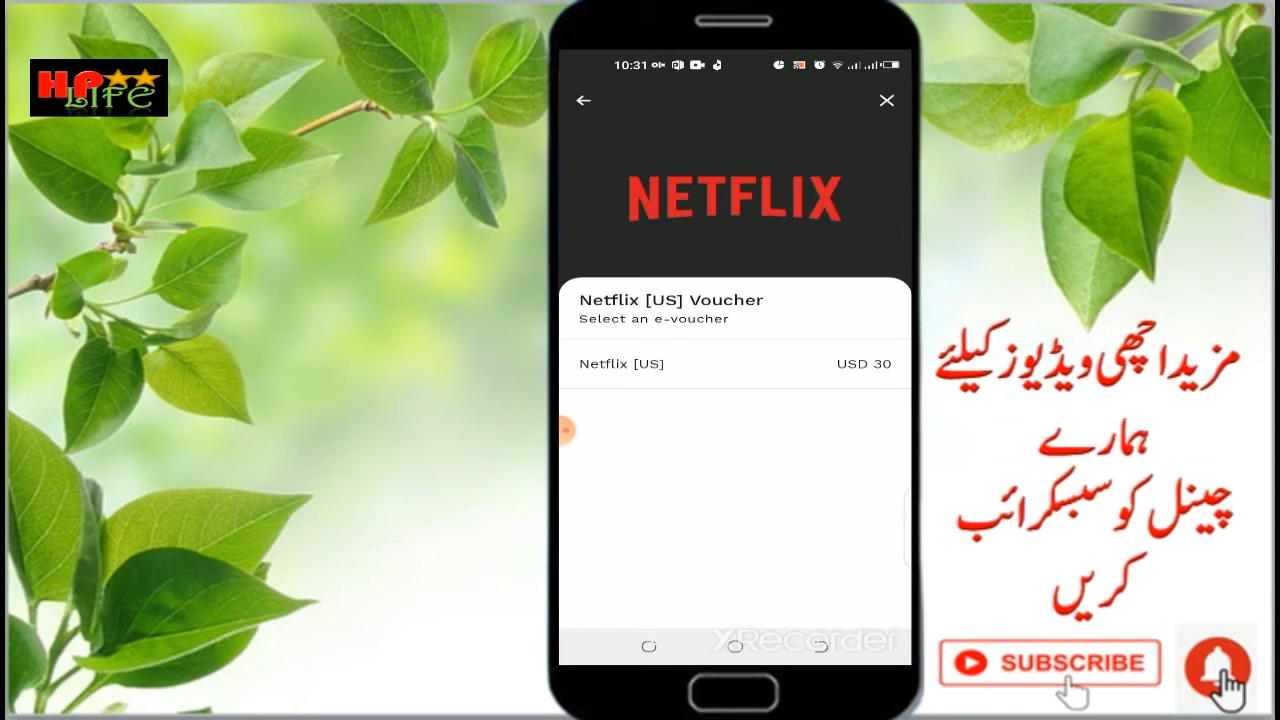 HP
LIFE
10:31
NETFLIX
Netflix [US] Voucher
Select an e-voucher
Netflix [US] USD 30
XRecorder
مزید اچھی ویڈیوز کیلئے
ہمارے
چینل کو سبسکرائب
کریں
SUBSCRIBE